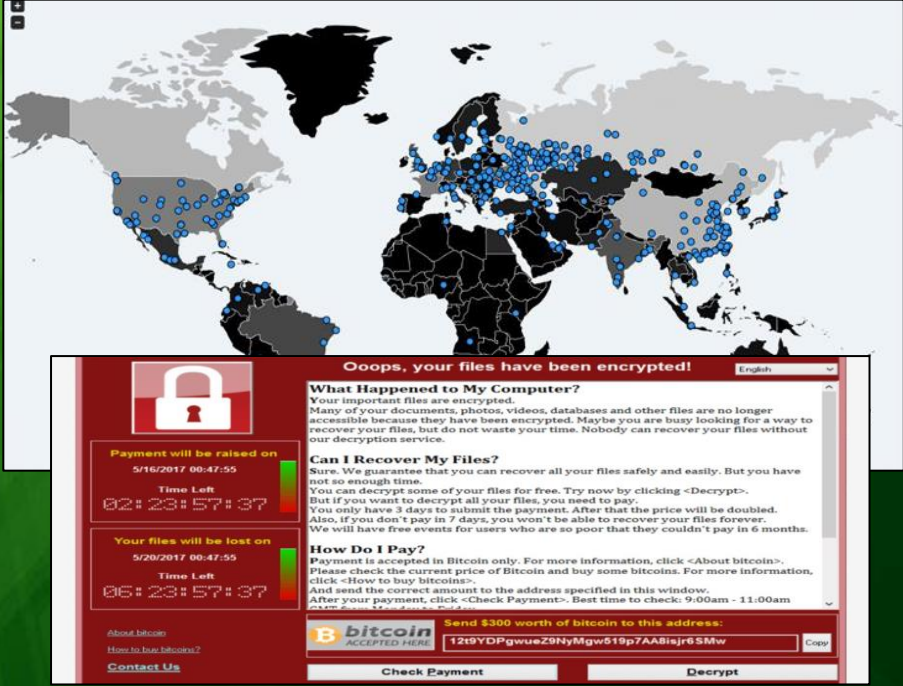 +
−
Ooops, your files have been encrypted!
English
What Happened to My Computer?
Your important files are encrypted.
Many of your documents, photos, videos, databases and other files are no longer
accessible because they have been encrypted. Maybe you are busy looking for a way to
recover your files, but do not waste your time. Nobody can recover your files without
our decryption service.
Can I Recover My Files?
Sure. We guarantee that you can recover all your files safely and easily. But you have
not so enough time.
You can decrypt some of your files for free. Try now by clicking <Decrypt>.
But if you want to decrypt all your files, you need to pay.
You only have 3 days to submit the payment. After that the price will be doubled.
Also, if you don't pay in 7 days, you won't be able to recover your files forever.
We will have free events for users who are so poor that they couldn't pay in 6 months.
How Do I Pay?
Payment is accepted in Bitcoin only. For more information, click <About bitcoin>.
Please check the current price of Bitcoin and buy some bitcoins. For more information,
click <How to buy bitcoins>.
And send the correct amount to the address specified in this window.
After your payment, click <Check Payment>. Best time to check: 9:00am - 11:00am
GMT from Monday to Friday
Payment will be raised on
5/16/2017 00:47:55
Time Left
02:23:57:37
Your files will be lost on
5/20/2017 00:47:55
Time Left
06:23:57:37
About bitcoin
How to buy bitcoins?
Contact Us
bitcoin
ACCEPTED HERE
Send $300 worth of bitcoin to this address:
12t9YDPgwueZ9NyMgw519p7AA8isjr6SMw
Copy
Check Payment
Decrypt